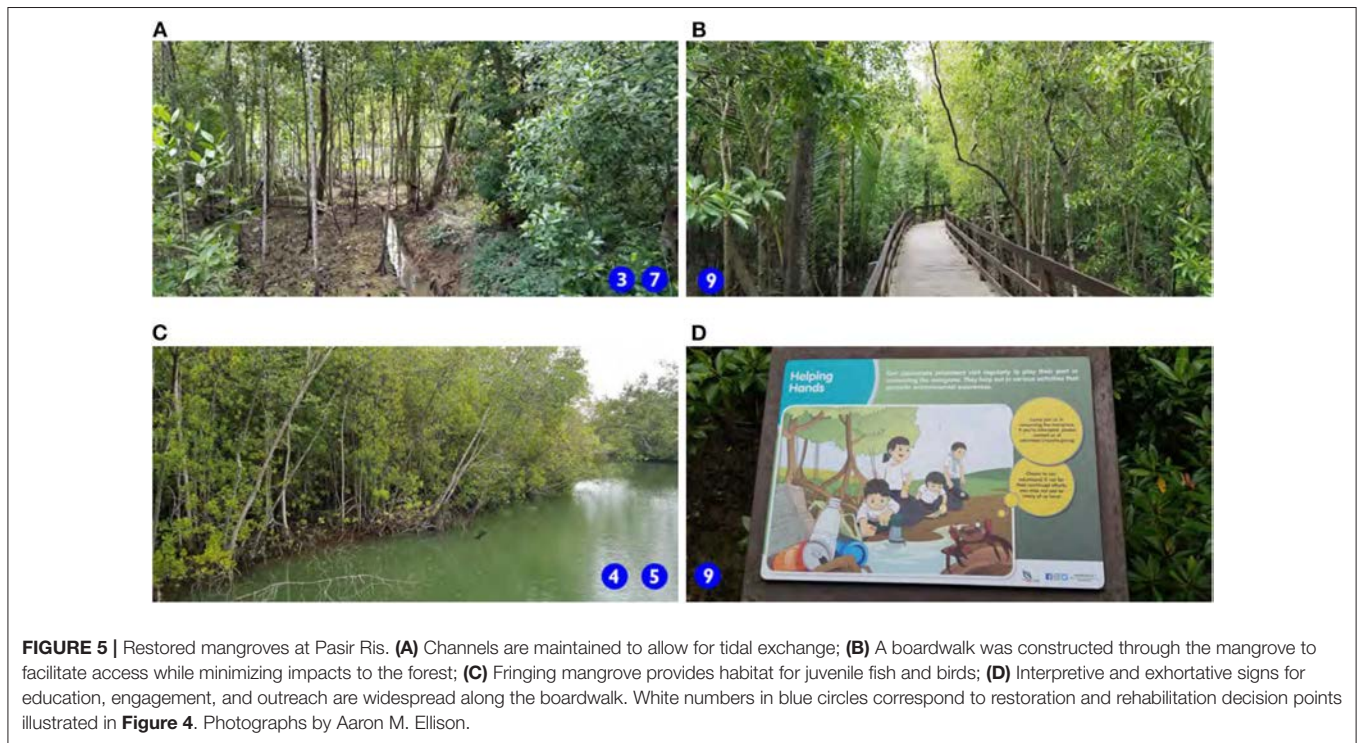 A
B
3 7
9
C
D
Helping
Hands
4 5
9
FIGURE 5 | Restored mangroves at Pasir Ris. (A) Channels are maintained to allow for tidal exchange; (B) A boardwalk was constructed through the mangrove to
facilitate access while minimizing impacts to the forest; (C) Fringing mangrove provides habitat for juvenile fish and birds; (D) Interpretive and exhortative signs for
education, engagement, and outreach are widespread along the boardwalk. White numbers in blue circles correspond to restoration and rehabilitation decision points
illustrated in Figure 4. Photographs by Aaron M. Ellison.